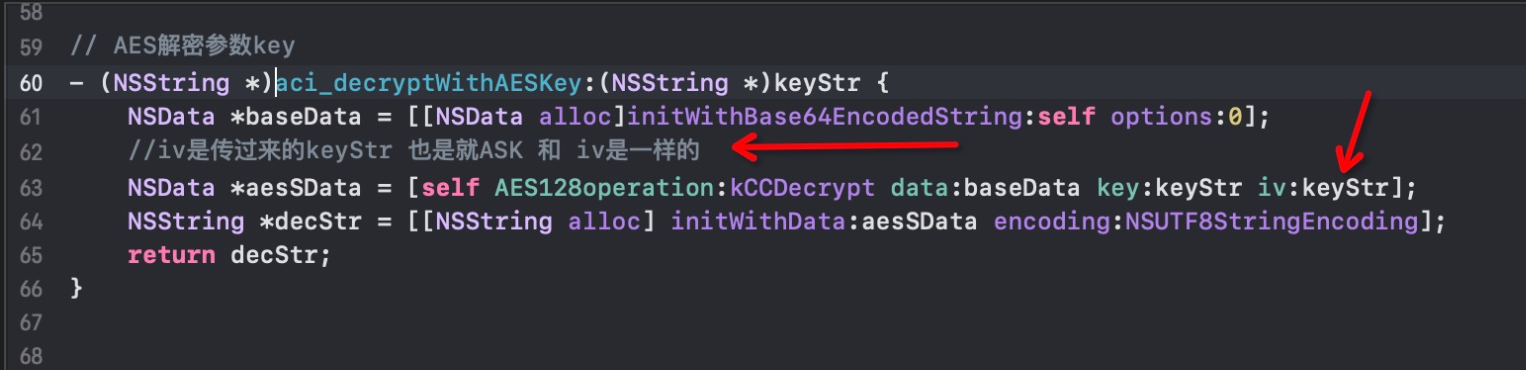 58
59 // AES解密参数key
60 - (NSString *)aci_decryptWithAESKey:(NSString *)keyStr {
61 NSData *baseData = [[NSData alloc]initWithBase64EncodedString:self options:0];
62 //iv是传过来的keyStr 也是就ASK 和 iv是一样的
63 NSData *aesSData = [self AES128operation:kCCDecrypt data:baseData key:keyStr iv:keyStr];
64 NSString *decStr = [[NSString alloc] initWithData:aesSData encoding:NSUTF8StringEncoding];
65 return decStr;
66 }
67
68